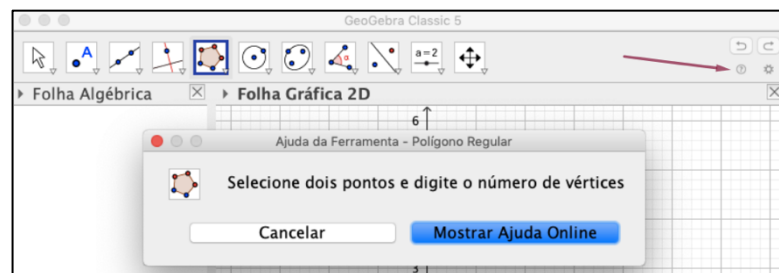 GeoGebra Classic 5
A
α
a=2
Folha Algébrica
Folha Gráfica 2D
6
Ajuda da Ferramenta - Polígono Regular
Selecione dois pontos e digite o número de vértices
Cancelar
Mostrar Ajuda Online
3